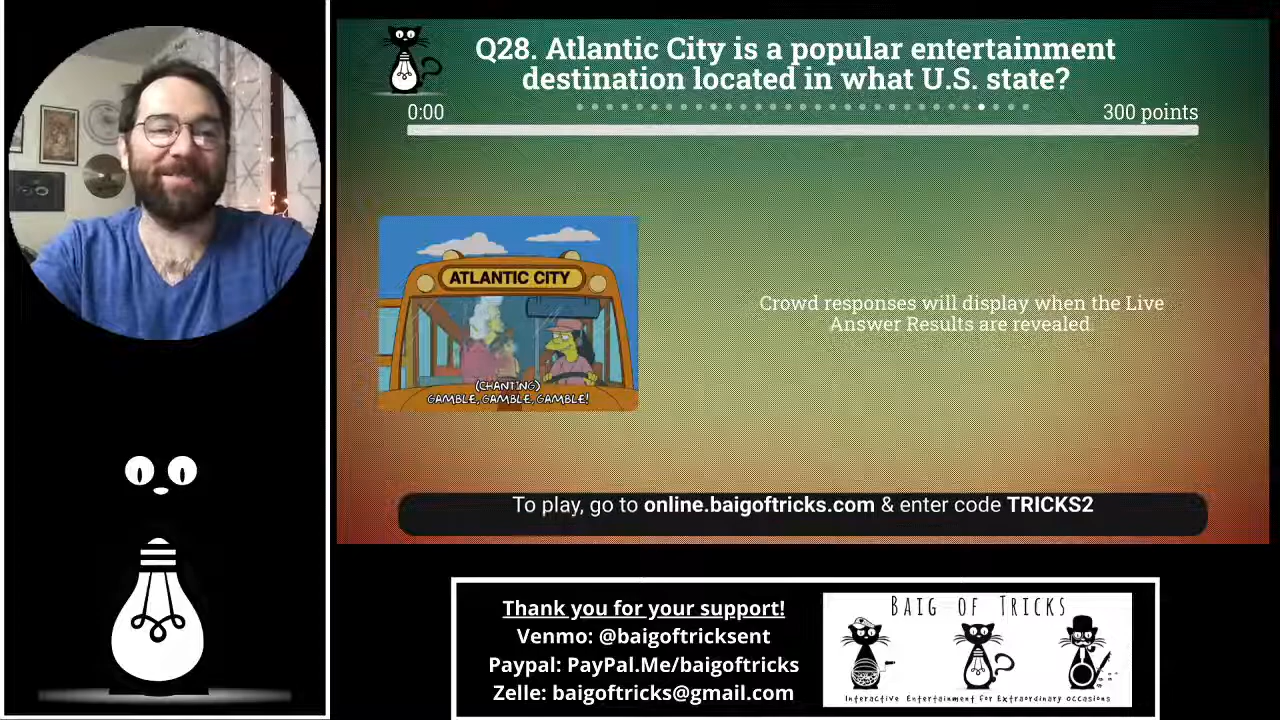 Q28. Atlantic City is a popular entertainment
destination located in what U.S. state?
0:00
300 points
ATLANTIC CITY
(CHANTING)
GAMBLE, GAMBLE, GAMBLE!
Crowd responses will display when the Live
Answer Results are revealed.
To play, go to online.baigoftricks.com & enter code TRICKS2
Thank you for your support!
Venmo: @baigoftricksent
Paypal: PayPal.Me/baigoftricks
Zelle: baigoftricks@gmail.com
BAIG OF TRICKS
Interactive Entertainment for Extraordinary Occasions